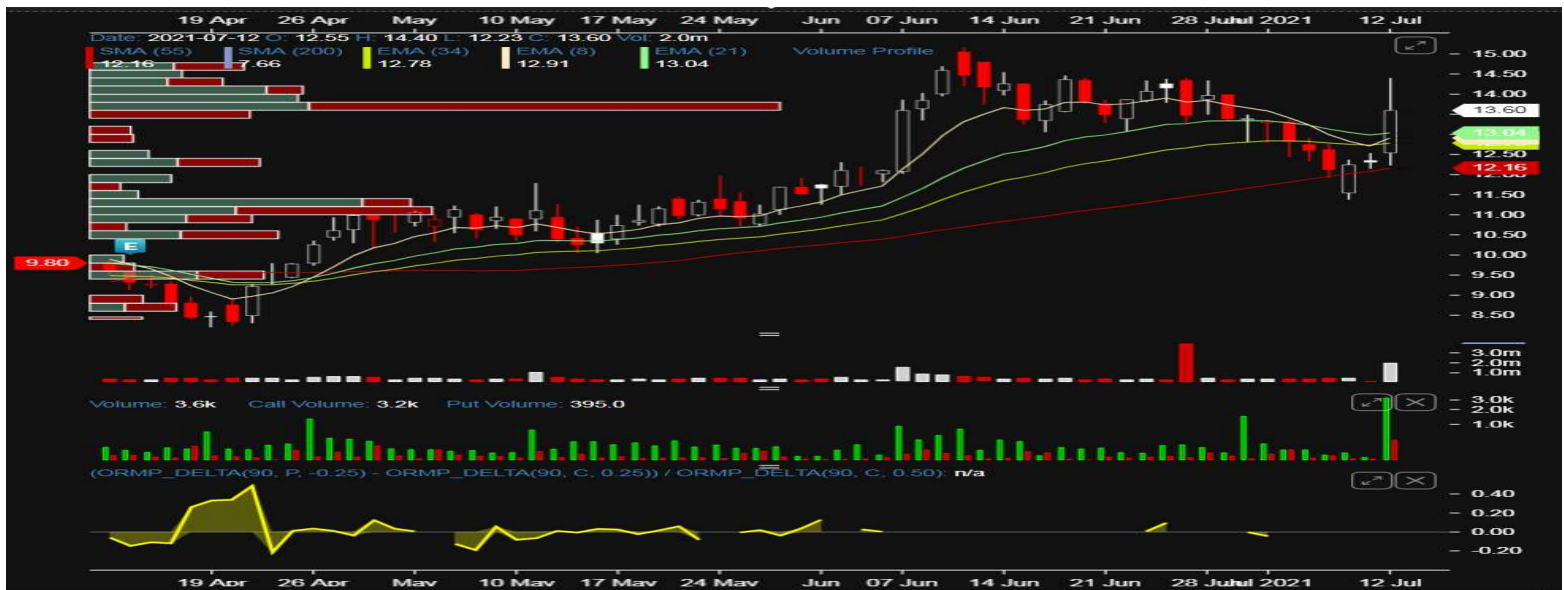 19 Apr 26 Apr May 10 May 17 May 24 May Jun 07 Jun 14 Jun 21 Jun 28 Jun 2021 12 Jul
Date: 2021-07-12 O: 12.55 H: 14.40 L: 12.23 C: 13.60 Vol: 2.0m
SMA (55) SMA (200) EMA (34) EMA (8) EMA (21) Volume Profile
12.16 7.66 12.78 12.91 13.04
15.00
14.50
14.00
13.60
13.04
12.50
12.16
11.50
11.00
10.50
E
10.00
9.80
9.50
9.00
8.50
3.0m
2.0m
1.0m
Volume: 3.6k Call Volume: 3.2k Put Volume: 395.0
3.0k
2.0k
1.0k
(ORMP_DELTA(90, P, -0.25) - ORMP_DELTA(90, C, 0.25)) / ORMP_DELTA(90, C, 0.50): n/a
0.40
0.20
0.00
-0.20
19 Apr 26 Apr May 10 May 17 May 24 May Jun 07 Jun 14 Jun 21 Jun 28 Jun 2021 12 Jul